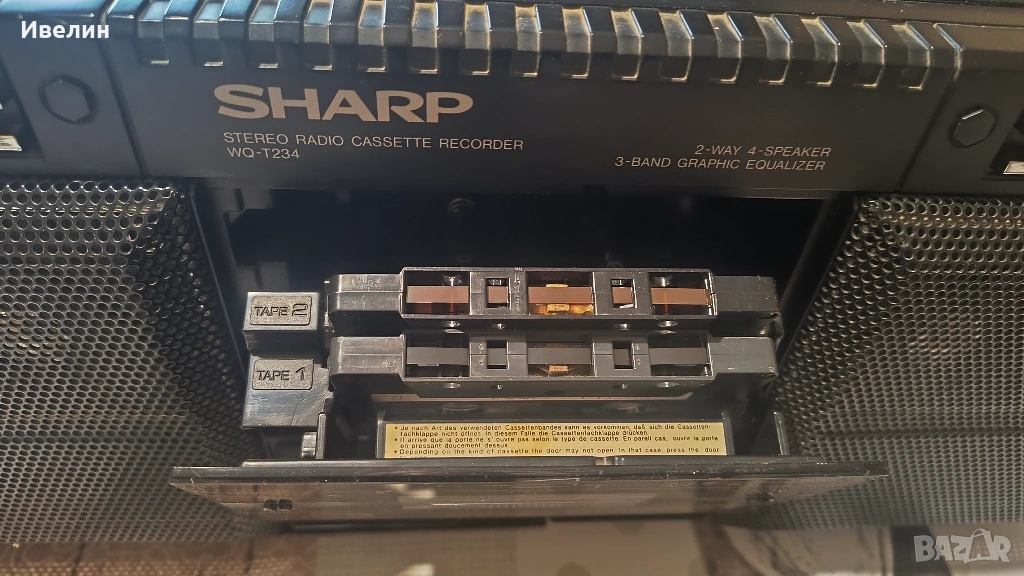 Ивелин
SHARP
STEREO RADIO CASSETTE RECORDER
WQ-T234
2-WAY 4-SPEAKER
3-BAND GRAPHIC EQUALIZER
TAPE 2
TAPE 1
• Je nach Art des verwendeten Cassettenbandes kann es vorkommen, daß sich die Cassetten-
fachklappe nicht öffnet. In diesem Falle die Cassettenfachklappe drücken.
• Il arrive que la porte ne s'ouvre pas selon le type de cassette. En pareil cas, ouvrir la porte
en pressant doucement dessus.
• Depending on the kind of cassette the door may not open. In that case, press the door
BAZAR